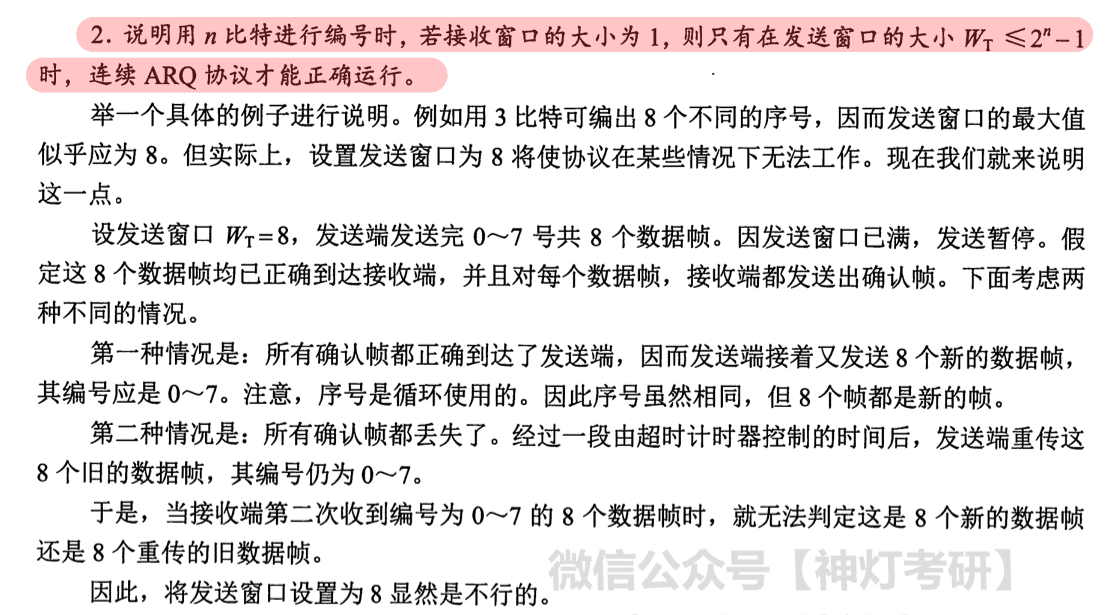 2. 说明用 n 比特进行编号时，若接收窗口的大小为 1，则只有在发送窗口的大小 W_T ≤2ⁿ−1
时，连续 ARQ 协议才能正确运行。
举一个具体的例子进行说明。例如用 3 比特可编出 8 个不同的序号，因而发送窗口的最大值
似乎应为 8。但实际上，设置发送窗口为 8 将使协议在某些情况下无法工作。现在我们就来说明
这一点。
设发送窗口 W_T=8，发送端发送完 0～7 号共 8 个数据帧。因发送窗口已满，发送暂停。假
定这 8 个数据帧均已正确到达接收端，并且对每个数据帧，接收端都发送出确认帧。下面考虑两
种不同的情况。
第一种情况是：所有确认帧都正确到达了发送端，因而发送端接着又发送 8 个新的数据帧，
其编号应是 0～7。注意，序号是循环使用的。因此序号虽然相同，但 8 个帧都是新的帧。
第二种情况是：所有确认帧都丢失了。经过一段由超时计时器控制的时间后，发送端重传这
8 个旧的数据帧，其编号仍为 0～7。
于是，当接收端第二次收到编号为 0～7 的 8 个数据帧时，就无法判定这是 8 个新的数据帧
还是 8 个重传的旧数据帧。
因此，将发送窗口设置为 8 显然是不行的。
微信公众号【神灯考研】